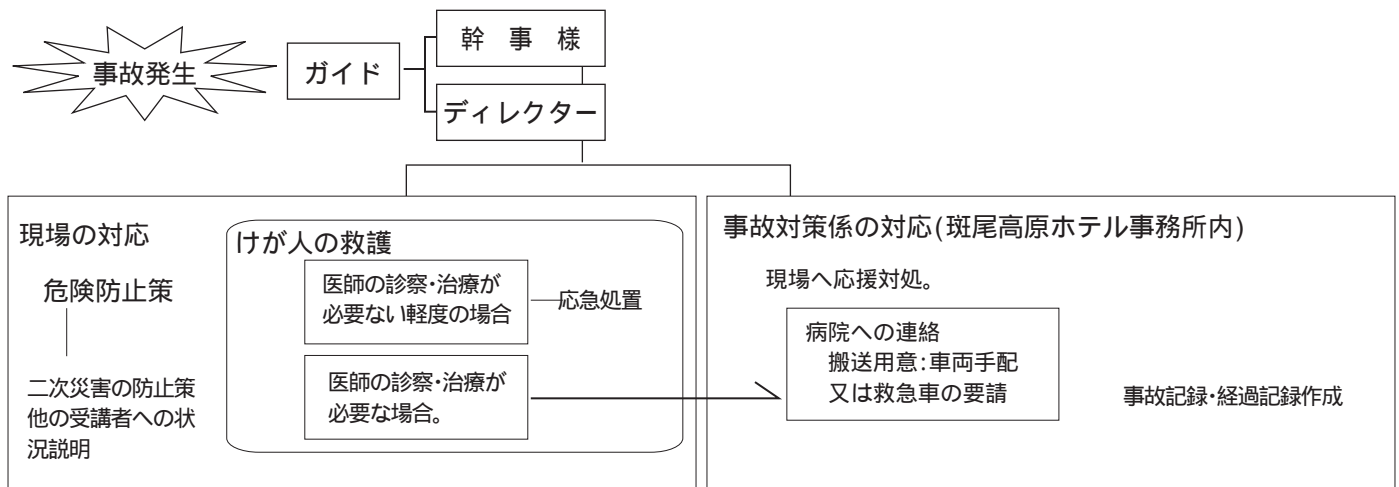 事故発生
ガイド
幹 事 様
ディレクター
現場の対応
危険防止策
二次災害の防止策
他の受講者への状
況説明
けが人の救護
医師の診察・治療が
必要ない軽度の場合
応急処置
医師の診察・治療が
必要な場合。
事故対策係の対応(斑尾高原ホテル事務所内)
現場へ応援対処。
病院への連絡
搬送用意:車両手配
又は救急車の要請
事故記録・経過記録作成